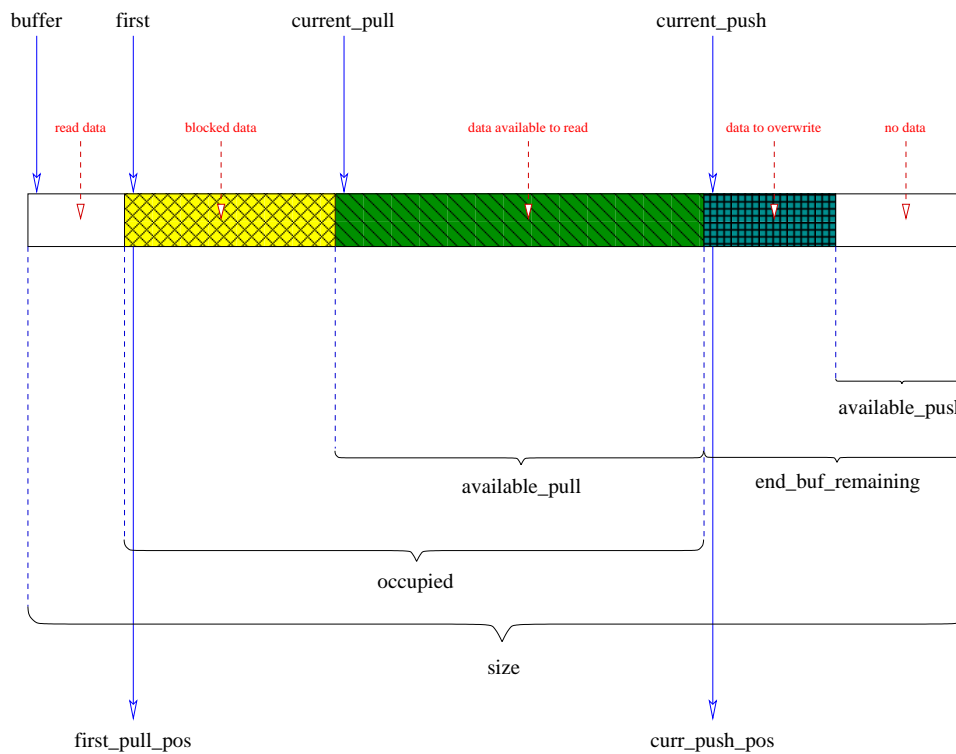 buffer
first
current_pull
current_push
read data
blocked data
data available to read
data to overwrite
no data
available_push
available_pull
end_buf_remaining
occupied
size
first_pull_pos
curr_push_pos